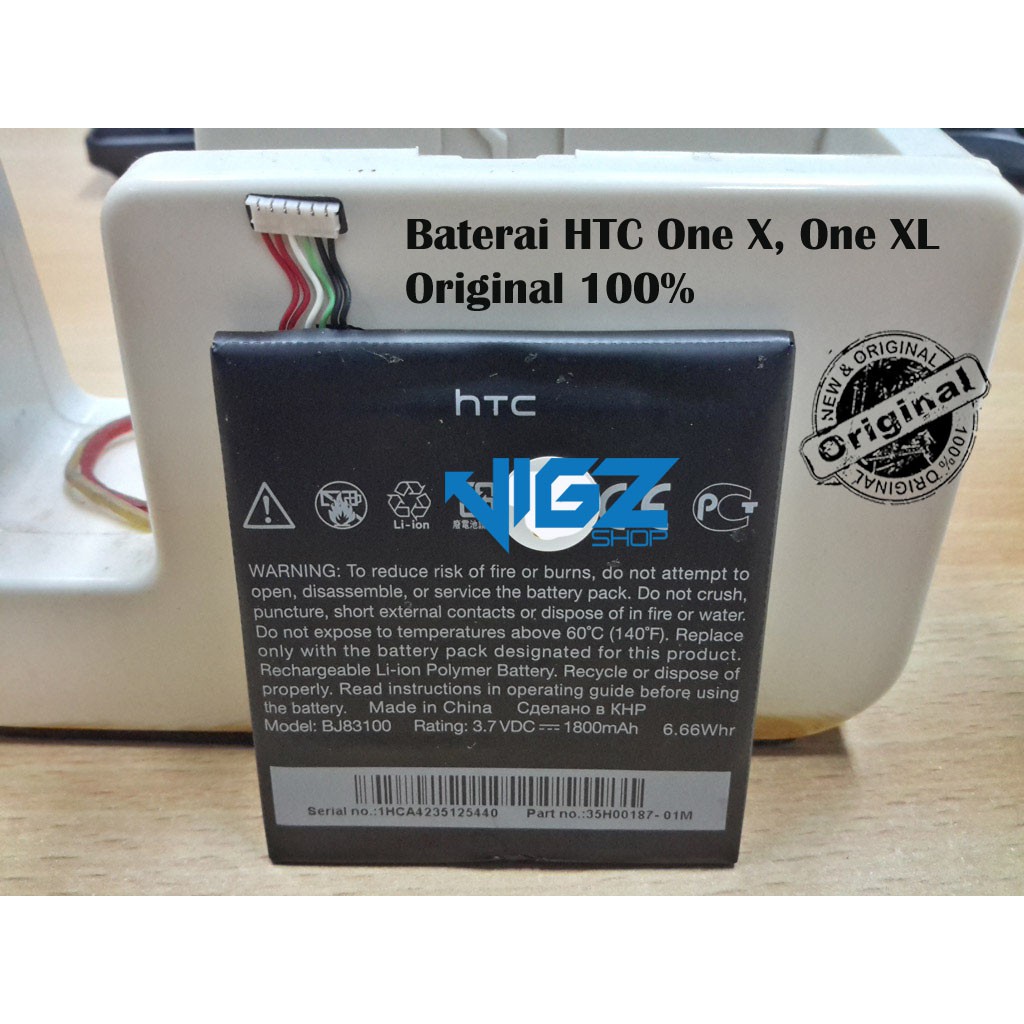 Baterai HTC One X, One XL
Original 100%
NEW & ORIGINAL
Original
100% ORIGINAL
hTC
VIGZ
SHOP
Li-ion
廢電池
PCT
WARNING: To reduce risk of fire or burns, do not attempt to
open, disassemble, or service the battery pack. Do not crush,
puncture, short external contacts or dispose of in fire or water.
Do not expose to temperatures above 60°C (140°F). Replace
only with the battery pack designated for this product.
Rechargeable Li-ion Polymer Battery. Recycle or dispose of
properly. Read instructions in operating guide before using
the battery. Made in China Сделано в КНР
Model: BJ83100 Rating: 3.7 VDC 1800mAh 6.66Whr
Serial no.:1HCA4235125440 Part no.:35H00187- 01M